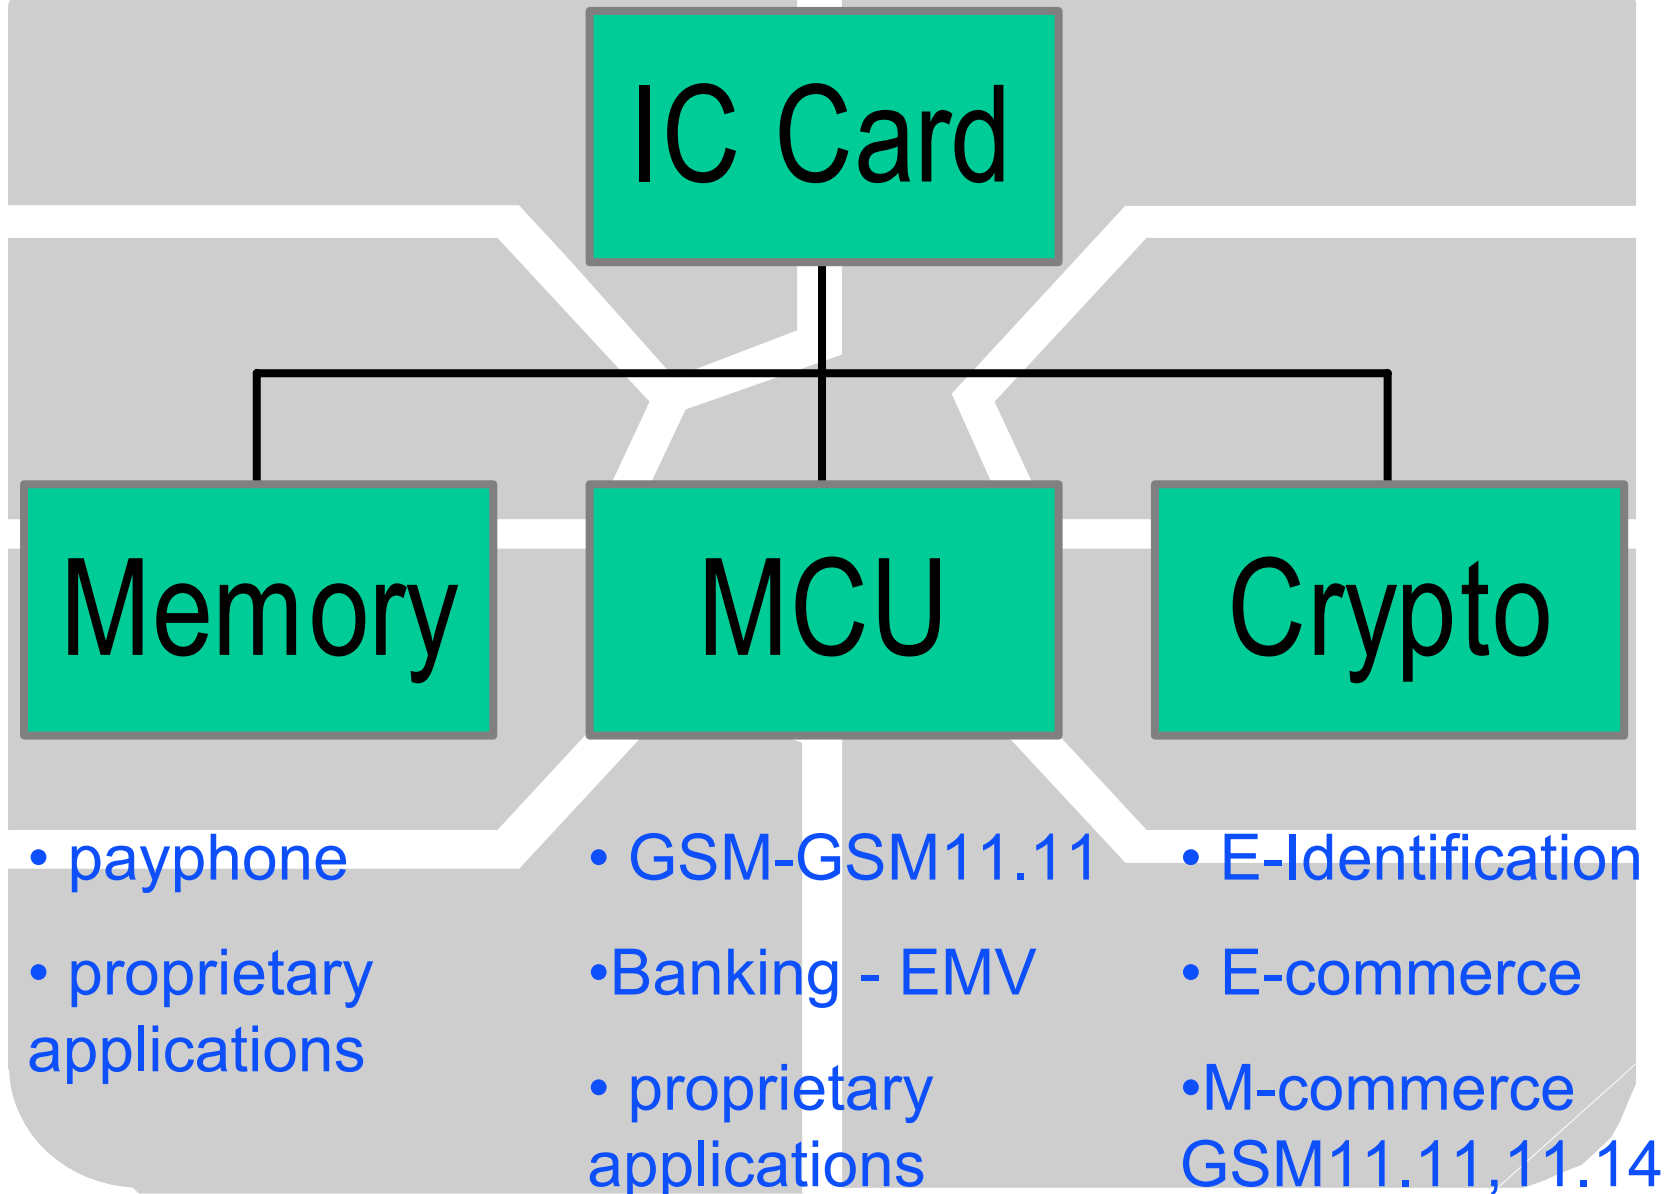 IC Card
Memory
MCU
Crypto
• payphone
• proprietary
applications
• GSM-GSM11.11
•Banking - EMV
• proprietary
applications
• E-Identification
• E-commerce
•M-commerce
GSM11.11,11.14